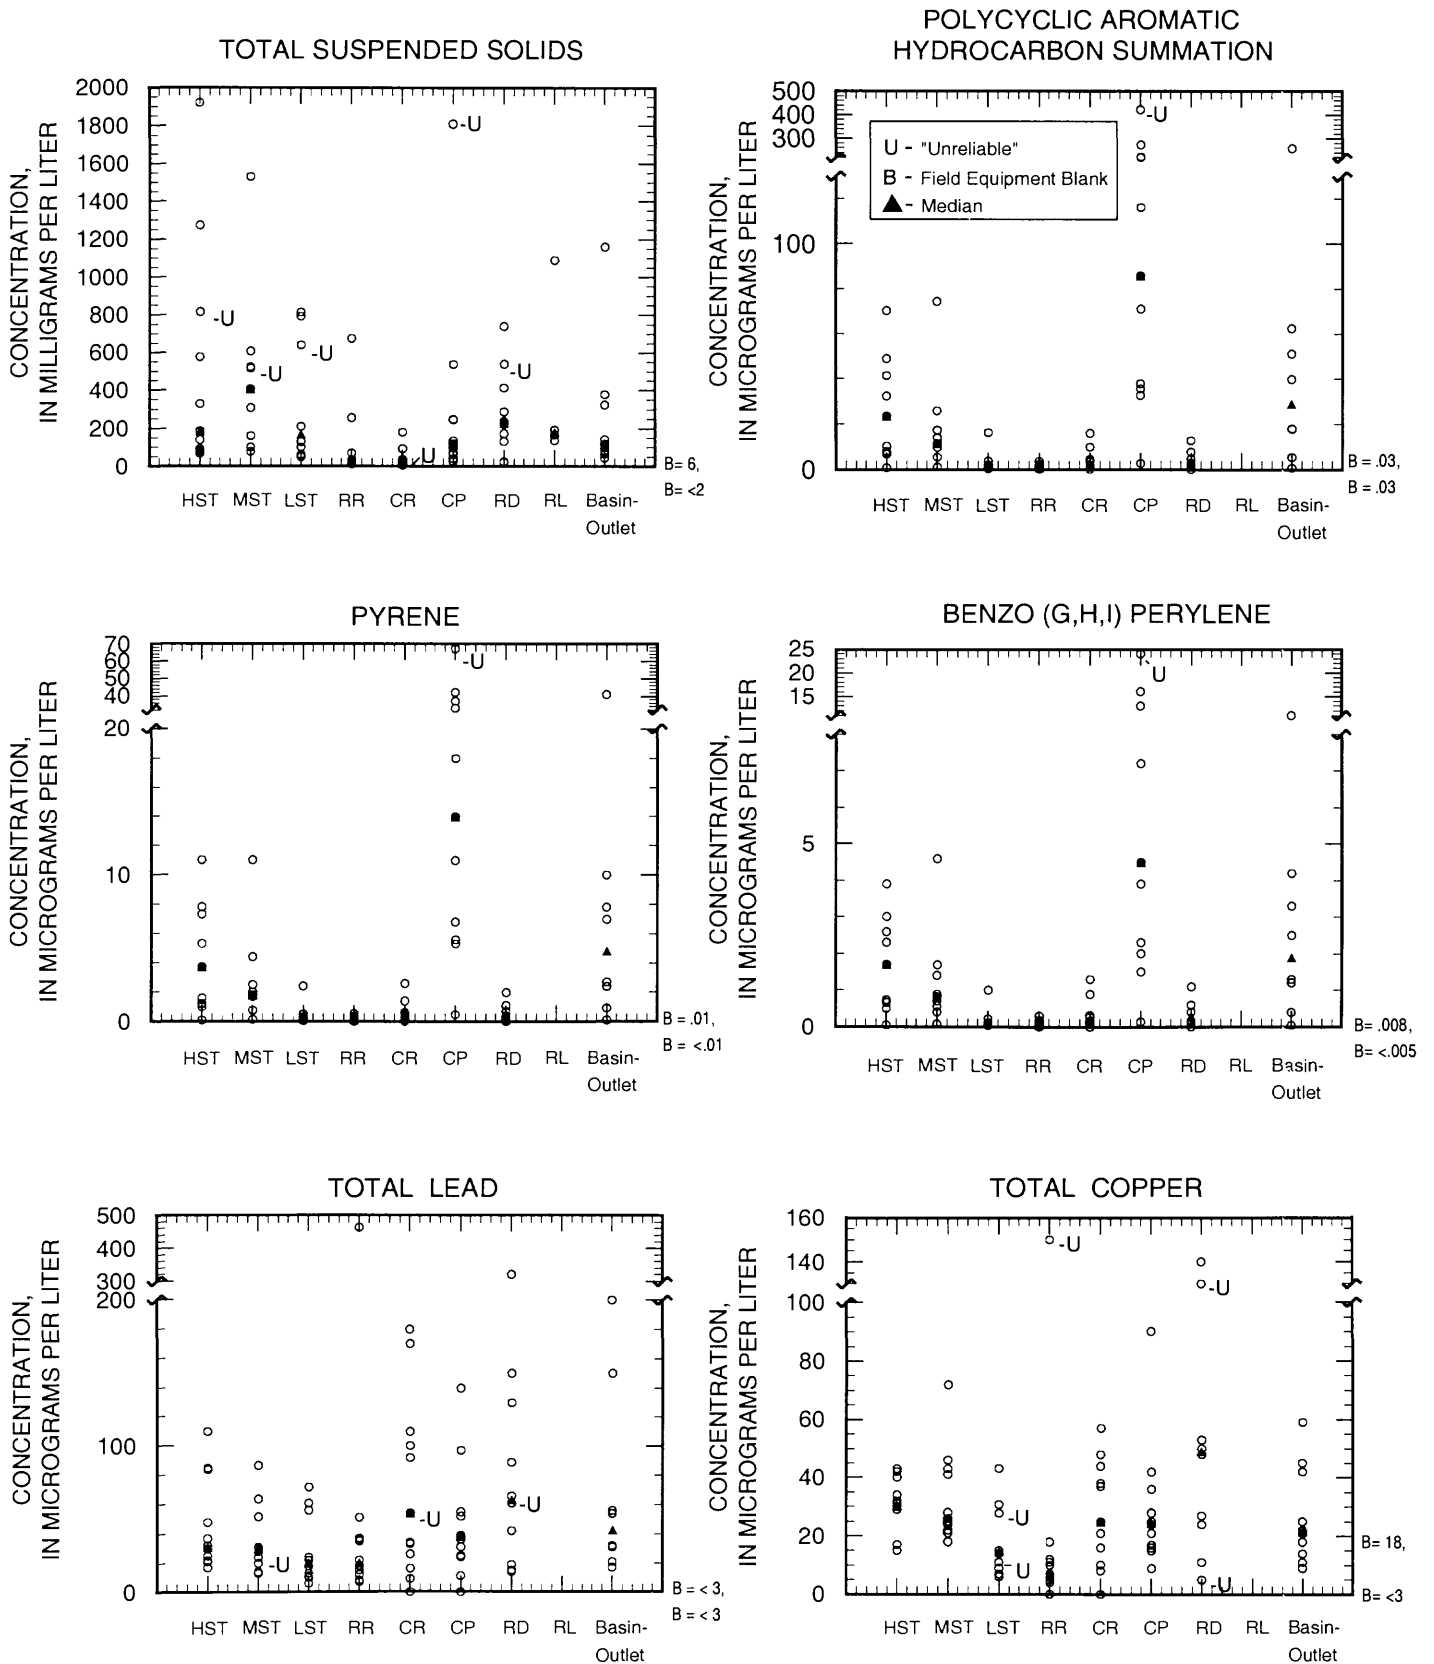 TOTAL SUSPENDED SOLIDS
CONCENTRATION,
IN MILLIGRAMS PER LITER
2000
1800
1600
1400
1200
1000
800
600
400
200
0
-U
-U
-U
U
-U
-U
B= 6,
B= <2
HST MST LST RR CR CP RD RL Basin-
Outlet
POLYCYCLIC AROMATIC
HYDROCARBON SUMMATION
CONCENTRATION,
IN MICROGRAMS PER LITER
500
400
300
100
0
-U
U - "Unreliable"
B - Field Equipment Blank
▲- Median
B = .03,
B = .03
HST MST LST RR CR CP RD RL Basin-
Outlet
PYRENE
CONCENTRATION,
IN MICROGRAMS PER LITER
70
60
50
40
20
10
0
-U
B = .01,
B = <.01
HST MST LST RR CR CP RD RL Basin-
Outlet
BENZO (G,H,I) PERYLENE
CONCENTRATION,
IN MICROGRAMS PER LITER
25
20
15
5
0
U
B= .008,
B= <.005
HST MST LST RR CR CP RD RL Basin-
Outlet
TOTAL LEAD
CONCENTRATION,
IN MICROGRAMS PER LITER
500
400
300
200
100
0
-U
-U
-U
B = < 3,
B = < 3
HST MST LST RR CR CP RD RL Basin-
Outlet
TOTAL COPPER
CONCENTRATION,
IN MICROGRAMS PER LITER
160
140
100
80
60
40
20
0
-U
-U
-U
-U
-U
B= 18,
B= <3
HST MST LST RR CR CP RD RL Basin-
Outlet